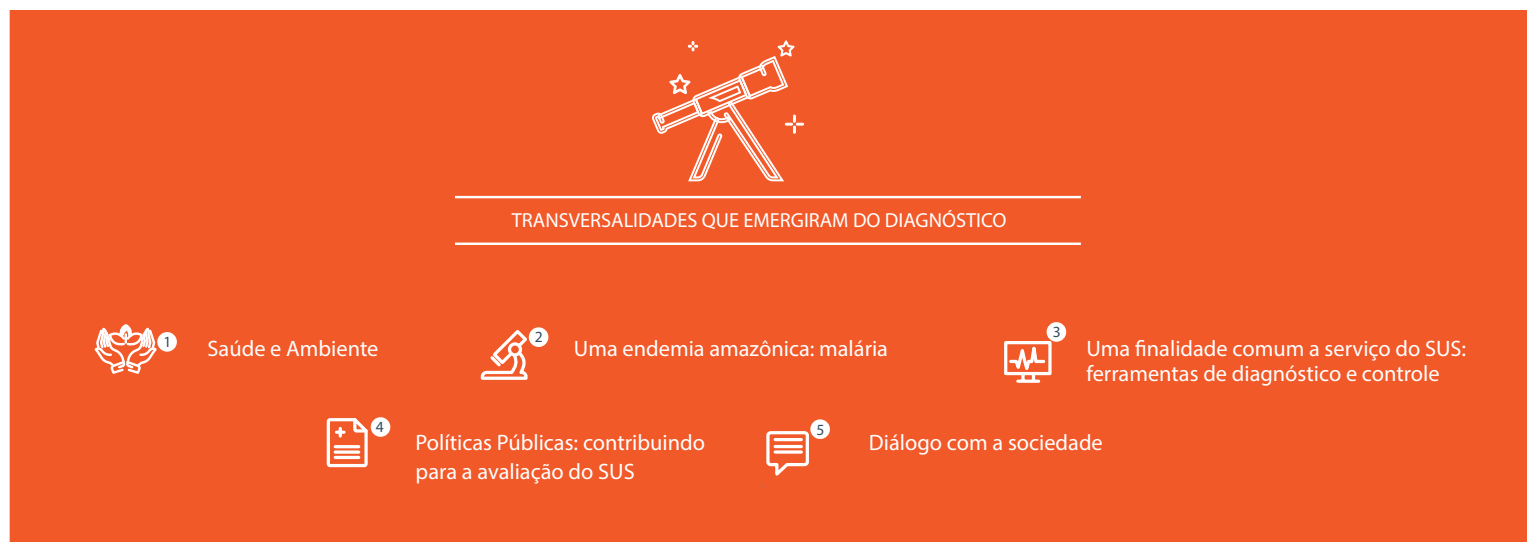 TRANSVERSALIDADES QUE EMERGIRAM DO DIAGNÓSTICO
1
Saúde e Ambiente
2
Uma endemia amazônica: malária
3
Uma finalidade comum a serviço do SUS:
ferramentas de diagnóstico e controle
4
Políticas Públicas: contribuindo
para a avaliação do SUS
5
Diálogo com a sociedade